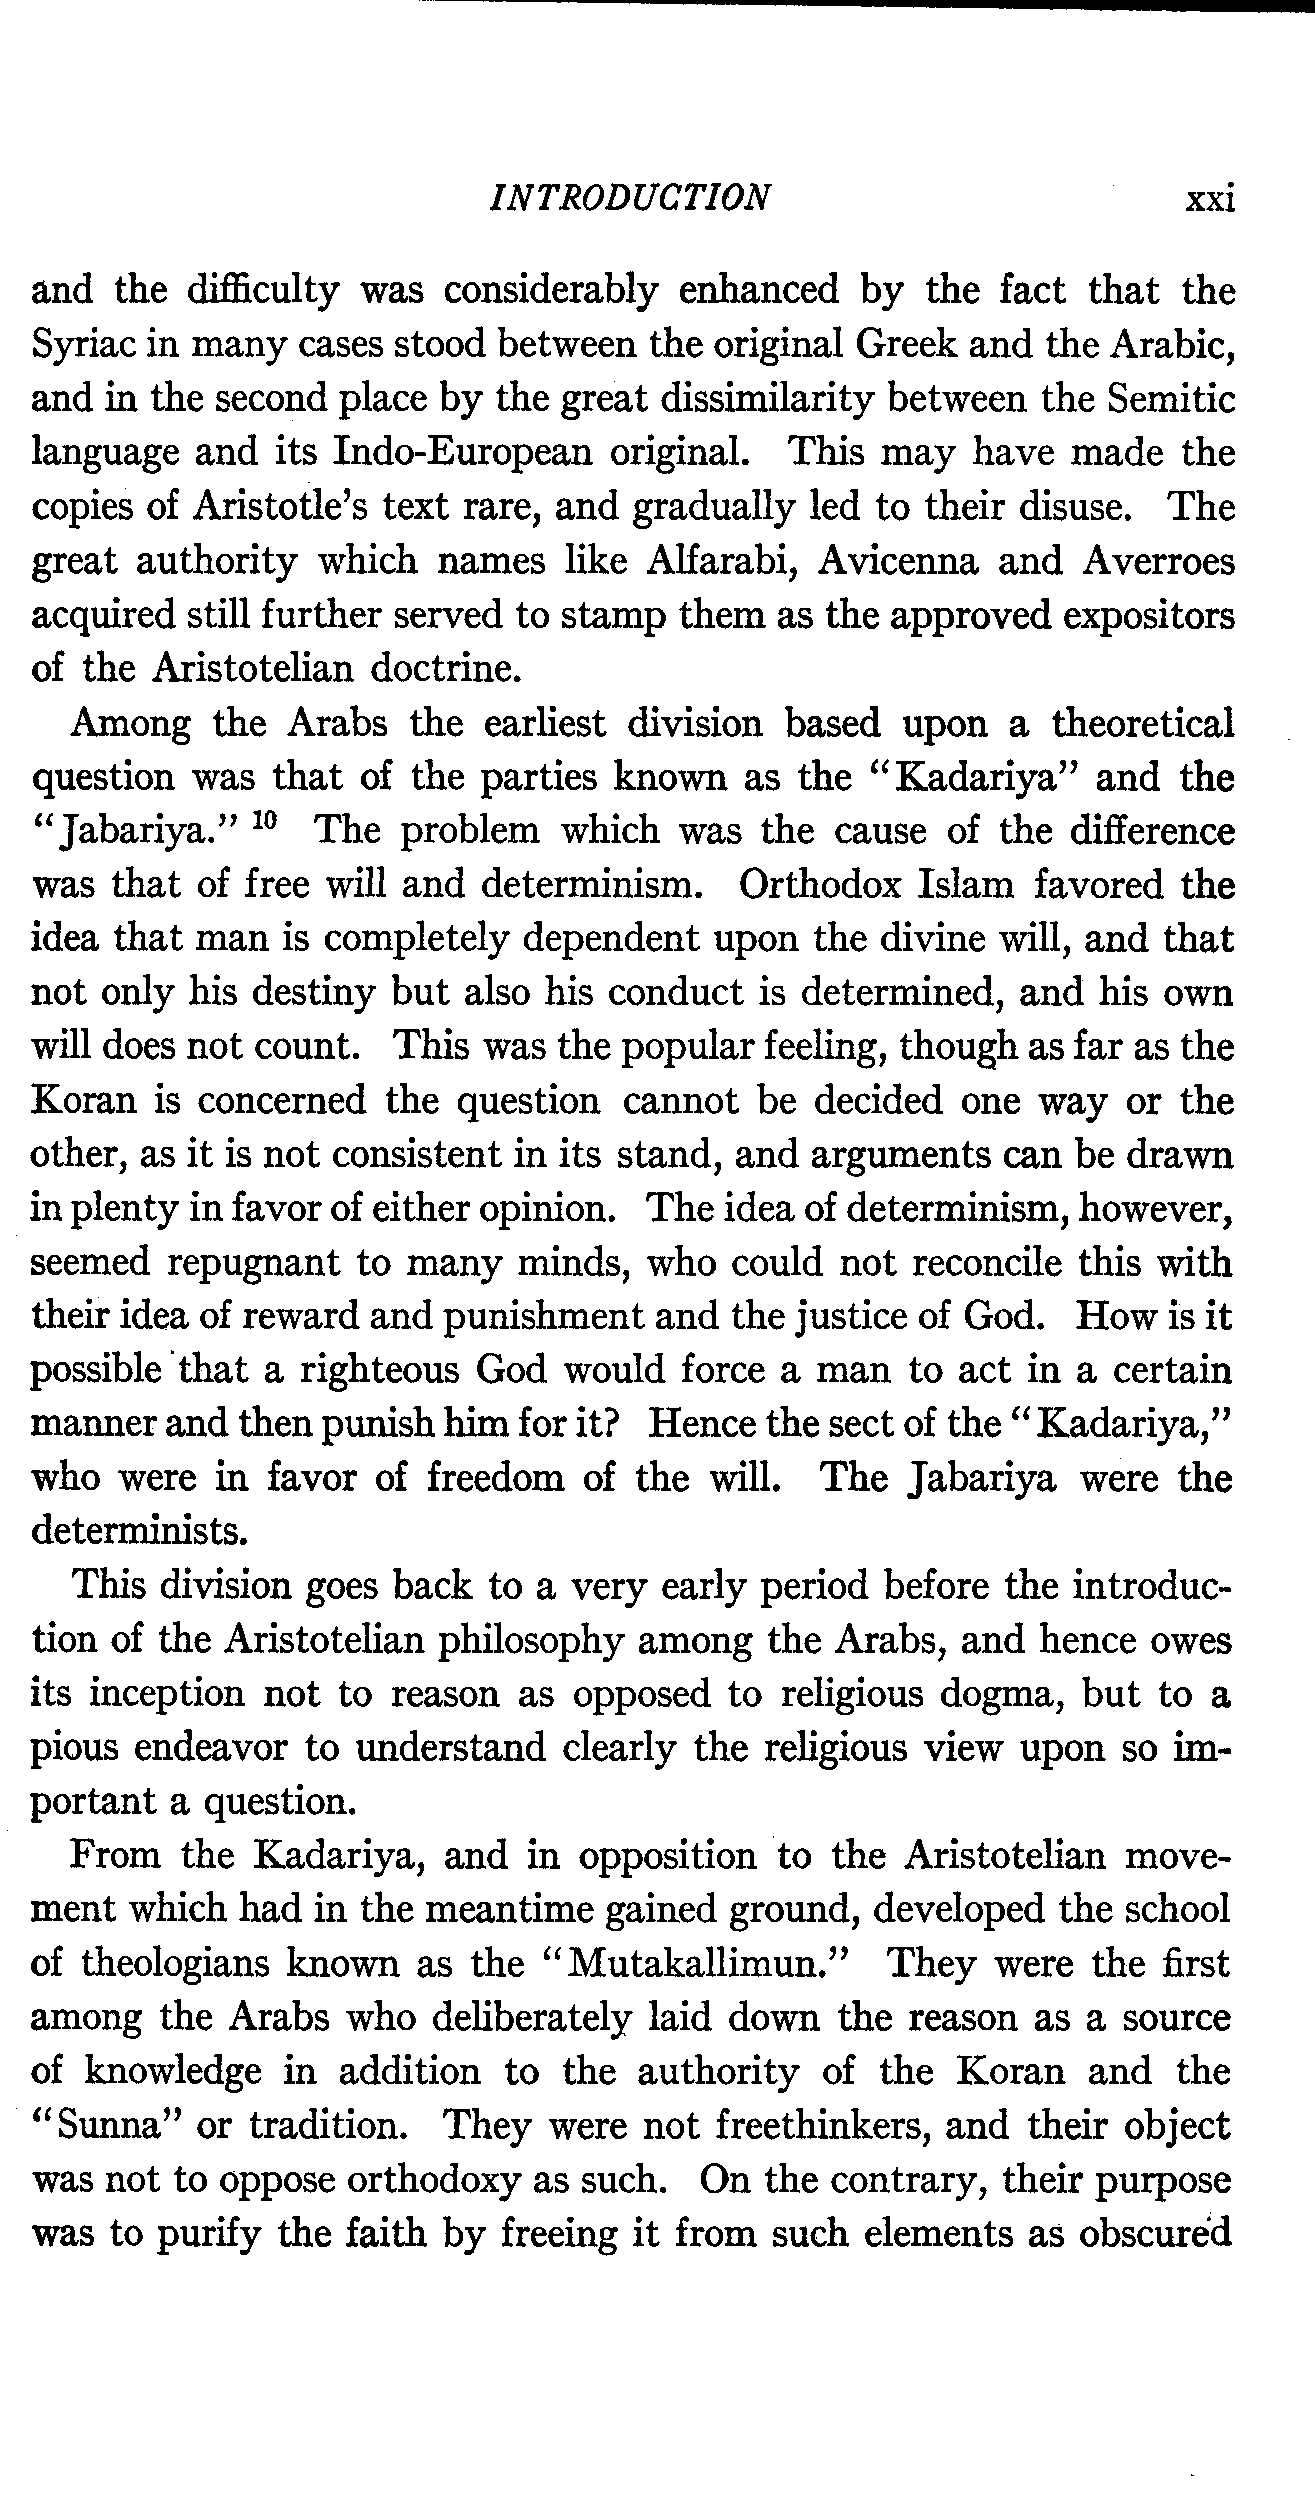 INTRODUCTION xxi
and the difficulty was considerably enhanced by the fact that the
Syriac in many cases stood between the original Greek and the Arabic,
and in the second place by the great dissimilarity between the Semitic
language and its Indo-European original. This may have made the
copies of Aristotle's text rare, and gradually led to their disuse. The
great authority which names like Alfarabi, Avicenna and Averroes
acquired still further served to stamp them as the approved expositors
of the Aristotelian doctrine.
Among the Arabs the earliest division based upon a theoretical
question was that of the parties known as the "Kadariya" and the
"Jabariya." 10 The problem which was the cause of the difference
was that of free will and determinism. Orthodox Islam favored the
idea that man is completely dependent upon the divine will, and that
not only his destiny but also his conduct is determined, and his own
will does not count. This was the popular feeling, though as far as the
Koran is concerned the question cannot be decided one way or the
other, as it is not consistent in its stand, and arguments can be drawn
in plenty in favor of either opinion. The idea of determinism, however,
seemed repugnant to many minds, who could not reconcile this with
their idea of reward and punishment and the justice of God. How is it
possible that a righteous God would force a man to act in a certain
manner and then punish him for it? Hence the sect of the "Kadariya,"
who were in favor of freedom of the will. The Jabariya were the
determinists.
This division goes back to a very early period before the introduc-
tion of the Aristotelian philosophy among the Arabs, and hence owes
its inception not to reason as opposed to religious dogma, but to a
pious endeavor to understand clearly the religious view upon so im-
portant a question.
From the Kadariya, and in opposition to the Aristotelian move-
ment which had in the meantime gained ground, developed the school
of theologians known as the "Mutakallimun." They were the first
among the Arabs who deliberately laid down the reason as a source
of knowledge in addition to the authority of the Koran and the
"Sunna" or tradition. They were not freethinkers, and their object
was not to oppose orthodoxy as such. On the contrary, their purpose
was to purify the faith by freeing it from such elements as obscured